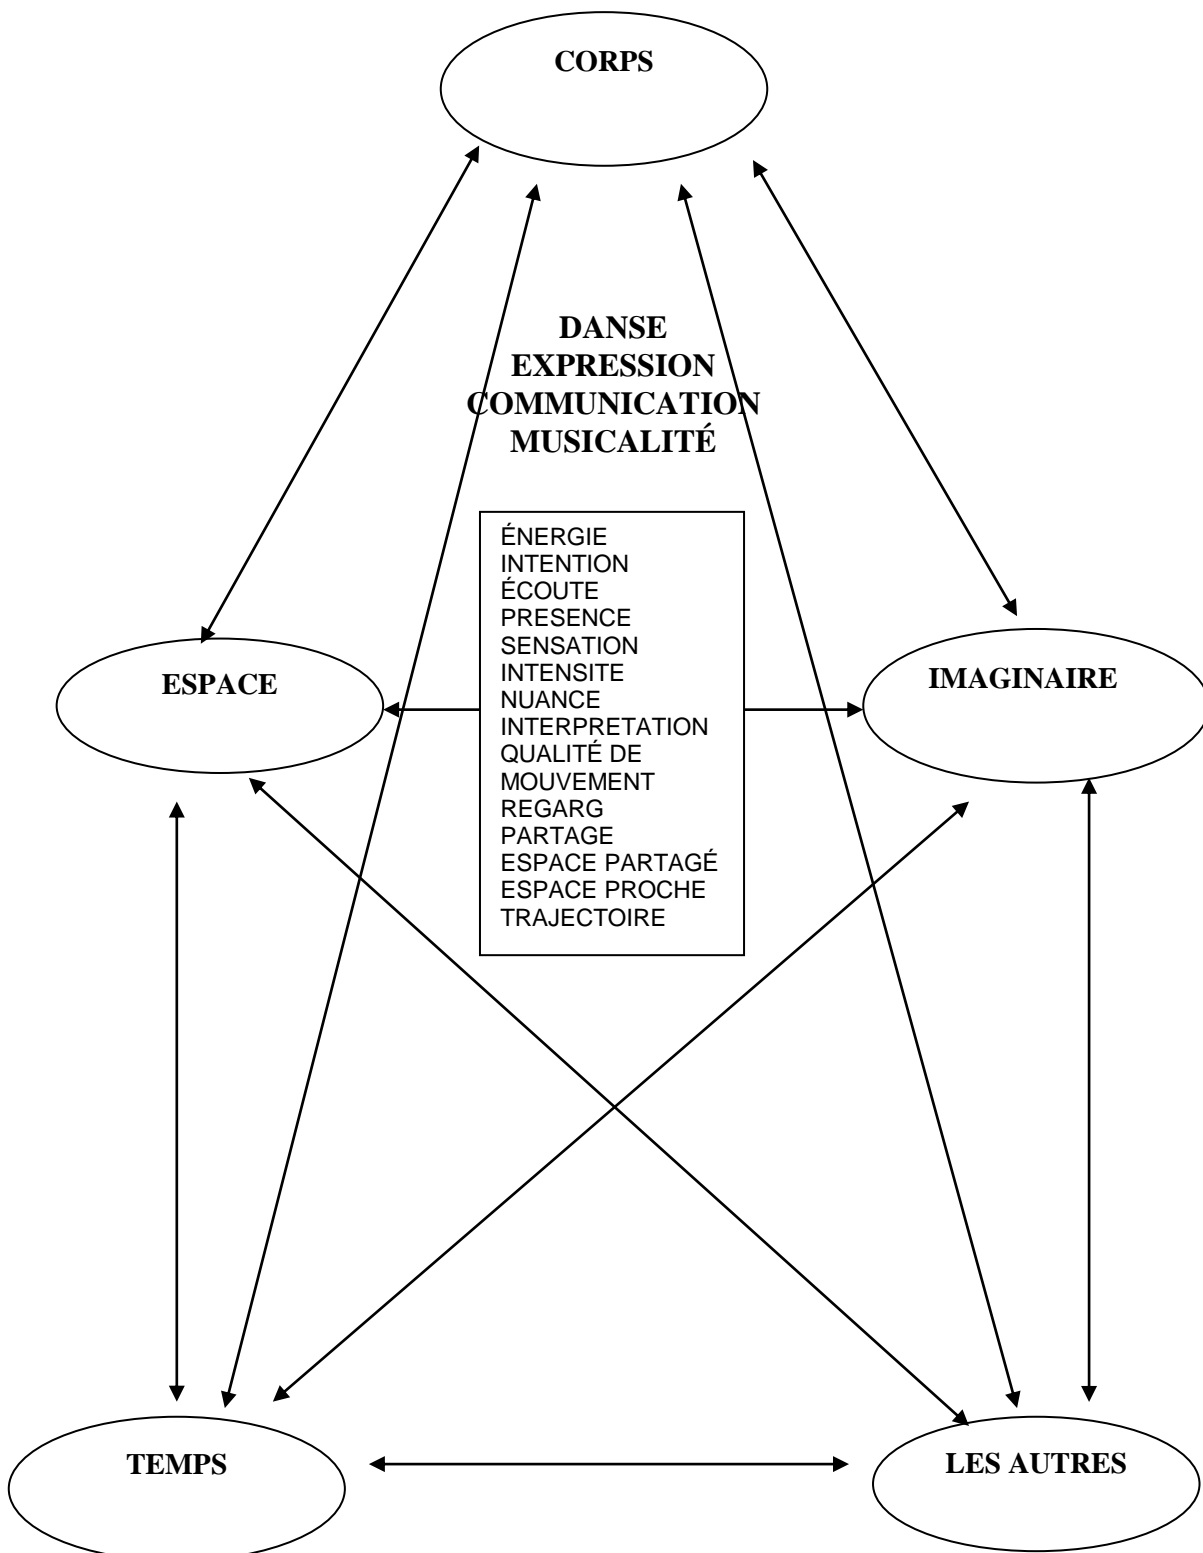 CORPS
DANSE
EXPRESSION
COMMUNICATION
MUSICALITÉ
ÉNERGIE
INTENTION
ÉCOUTE
PRESENCE
SENSATION
INTENSITE
NUANCE
INTERPRETATION
QUALITÉ DE
MOUVEMENT
REGARG
PARTAGE
ESPACE PARTAGÉ
ESPACE PROCHE
TRAJECTOIRE
ESPACE
IMAGINAIRE
TEMPS
LES AUTRES